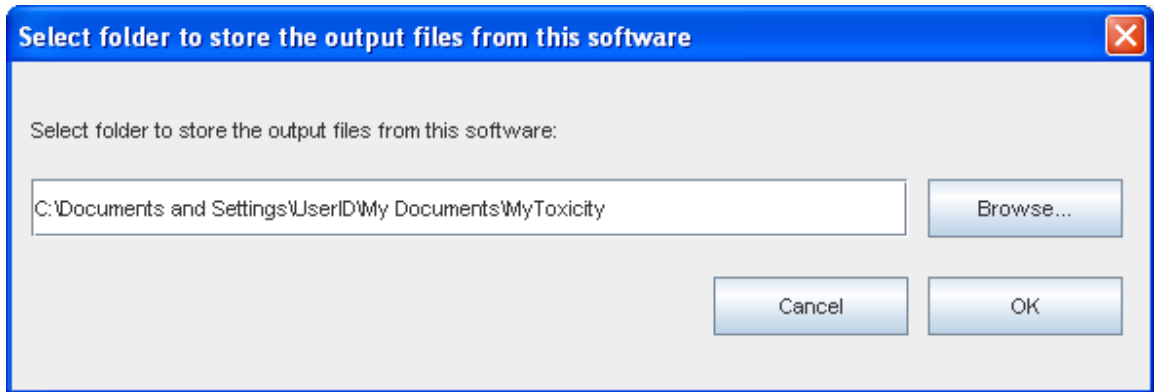 Select folder to store the output files from this software
Select folder to store the output files from this software:
C:\Documents and Settings\UserID\My Documents\MyToxicity
Browse...
Cancel
OK